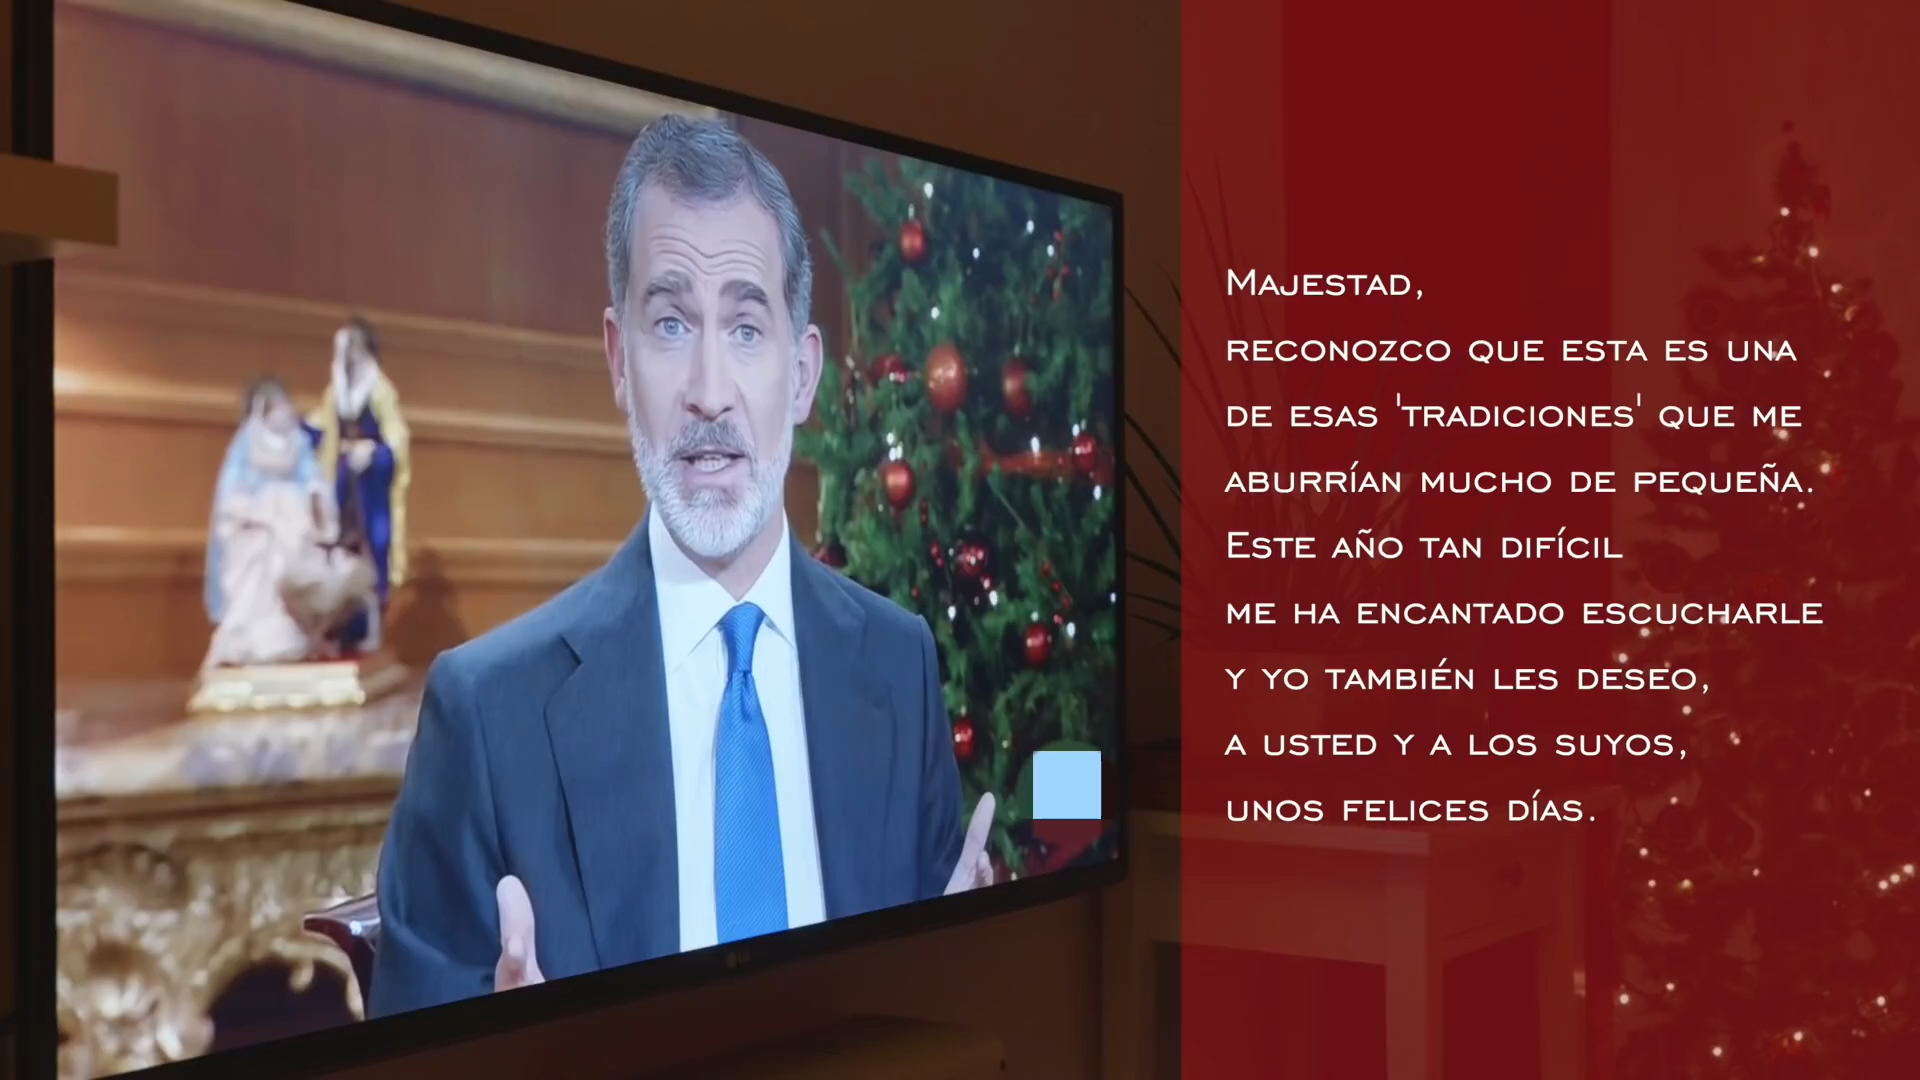 Majestad,
reconozco que esta es una
de esas 'tradiciones' que me
aburrían mucho de pequeña.
Este año tan difícil
me ha encantado escucharle
y yo también les deseo,
a usted y a los suyos,
unos felices días.
LG